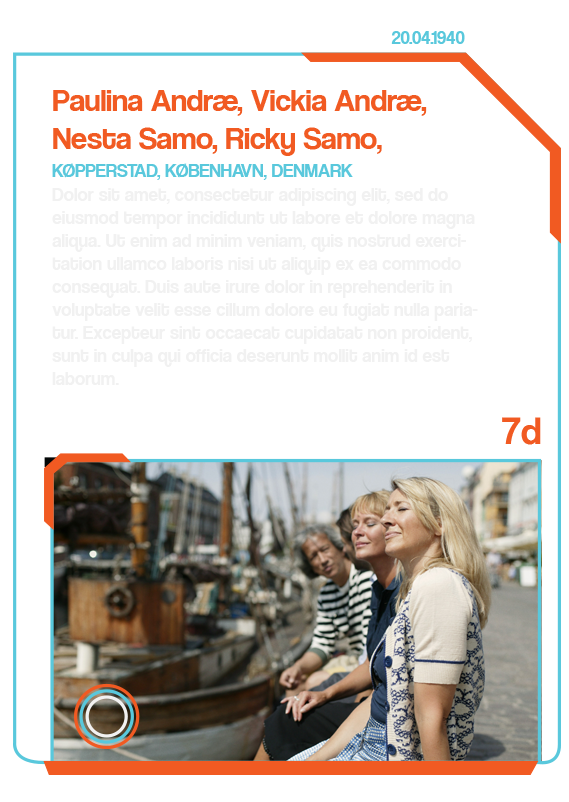 20.04.1940
Paulina Andræ, Vickia Andræ,
Nesta Samo, Ricky Samo,
KØPPERSTAD, KØBENHAVN, DENMARK
Dolor sit amet, consectetur adipiscing elit, sed do
eiusmod tempor incididunt ut labore et dolore magna
aliqua. Ut enim ad minim veniam, quis nostrud exerci-
tation ullamco laboris nisi ut aliquip ex ea commodo
consequat. Duis aute irure dolor in reprehenderit in
voluptate velit esse cillum dolore eu fugiat nulla paria-
tur. Excepteur sint occaecat cupidatat non proident,
sunt in culpa qui officia deserunt mollit anim id est
laborum.
7d